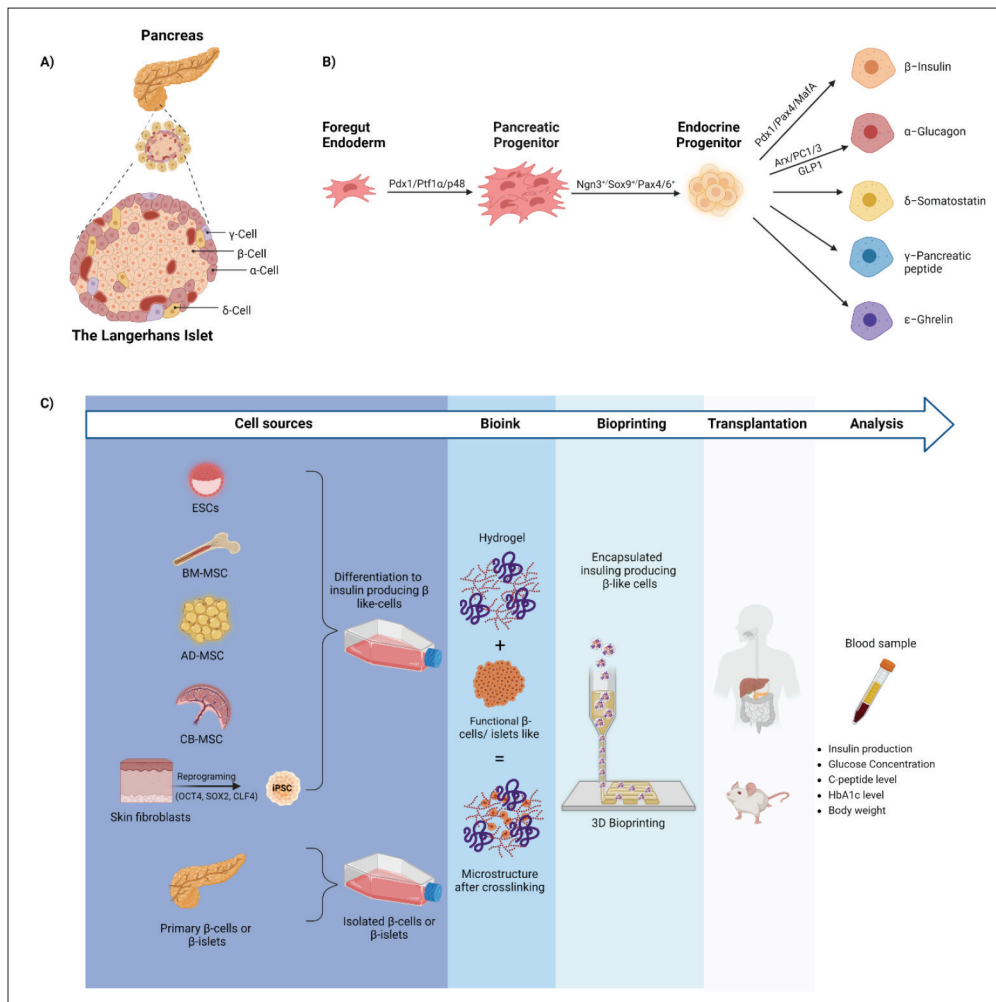 A)
Pancreas
γ-Cell
β-Cell
α-Cell
δ-Cell
The Langerhans Islet
B)
Foregut
Endoderm
Pdx1/Ptf1α/p48
Pancreatic
Progenitor
Ngn3⁺/Sox9⁺/Pax4/6⁺
Endocrine
Progenitor
Pdx1/Pax4/MafA
Arx/PC1/3
GLP1
β-Insulin
α-Glucagon
δ-Somatostatin
γ-Pancreatic
peptide
ε-Ghrelin
C)
Cell sources
Bioink
Bioprinting
Transplantation
Analysis
ESCs
BM-MSC
AD-MSC
CB-MSC
Skin fibroblasts
Reprograming
(OCT4, SOX2, CLF4)
iPSC
Differentiation to
insulin producing β
like-cells
Primary β-cells or
β-islets
Isolated β-cells or
β-islets
Hydrogel
+
Functional β-
cells/ islets like
=
Microstructure
after crosslinking
Encapsulated
insuling producing
β-like cells
3D Bioprinting
Blood sample
• Insulin production
• Glucose Concentration
• C-peptide level
• HbA1c level
• Body weight